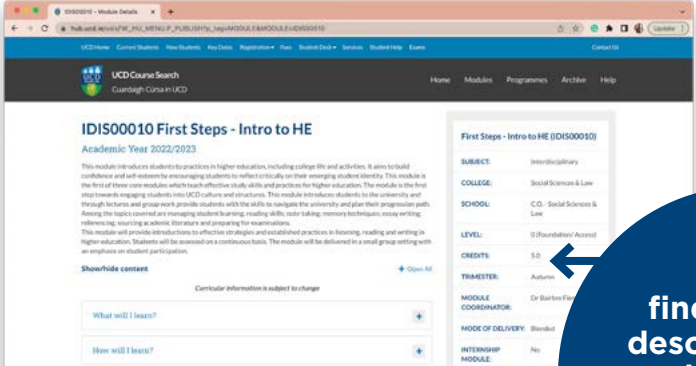 IDIS00010 - Module Details
Update
UCD Home Current Students New Students Key Dates Registration Fees Student Desk Services Student Help Exams Contact Us
UCD Course Search
Cuardaigh Cúrsa in UCD
Home Modules Programmes Archive Help
IDIS00010 First Steps - Intro to HE
Academic Year 2022/2023
This module introduces students to practices in higher education, including college life and activities. It aims to build
confidence and self-esteem by encouraging students to reflect critically on their emerging student identity. This module is
the first of three core modules which teach effective study skills and practices for higher education. The module is the first
step towards engaging students into UCD culture and structures. This module introduces students to the university and
through lectures and group work provide students with the skills to navigate the university and plan their progression path.
Among the topics covered are managing student learning; reading skills; note-taking; memory techniques; essay writing;
referencing; sourcing academic literature and preparing for examinations.
This module will provide introductions to effective strategies and established practices in listening, reading and writing in
higher education. Students will be assessed on a continuous basis. The module will be delivered in a small group setting with
an emphasis on student participation.
Show/hide content
Open All
Curricular information is subject to change
What will I learn?
How will I learn?
First Steps - Intro to HE (IDIS00010)
SUBJECT: Interdisciplinary
COLLEGE: Social Sciences & Law
SCHOOL: C.O. - Social Sciences &
Law
LEVEL: 0 (Foundation/ Access)
CREDITS: 5.0
TRIMESTER: Autumn
MODULE
COORDINATOR: Dr Bairbre
MODE OF DELIVERY: Blended
INTERNSHIP
MODULE: No
find
desc